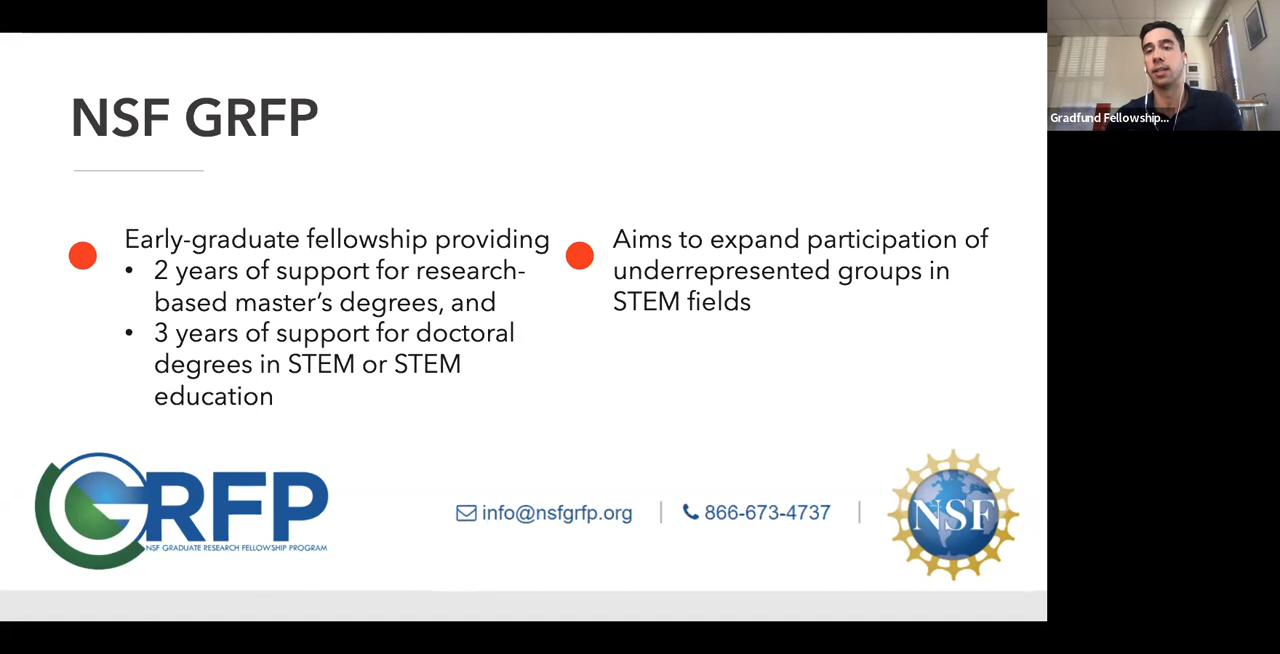 NSF GRFP
Early-graduate fellowship providing
• 2 years of support for research-
based master’s degrees, and
• 3 years of support for doctoral
degrees in STEM or STEM
education
Aims to expand participation of
underrepresented groups in
STEM fields
GRFP
NSF GRADUATE RESEARCH FELLOWSHIP PROGRAM
info@nsfgrfp.org | 866-673-4737 |
NSF
Gradfund Fellowship...